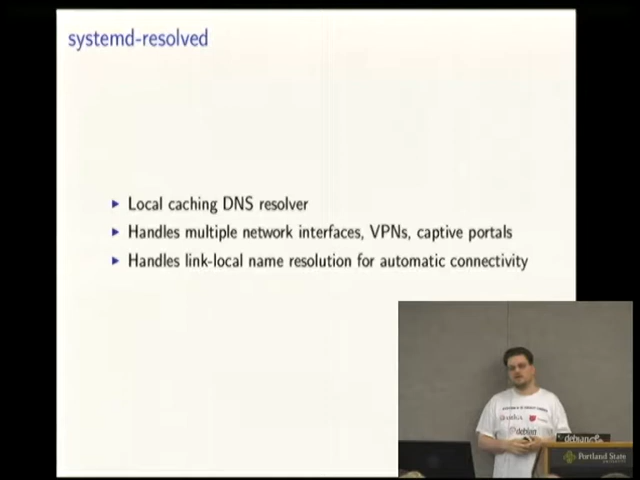 systemd-resolved
Local caching DNS resolver
Handles multiple network interfaces, VPNs, captive portals
Handles link-local name resolution for automatic connectivity
debian
debian
Portland State